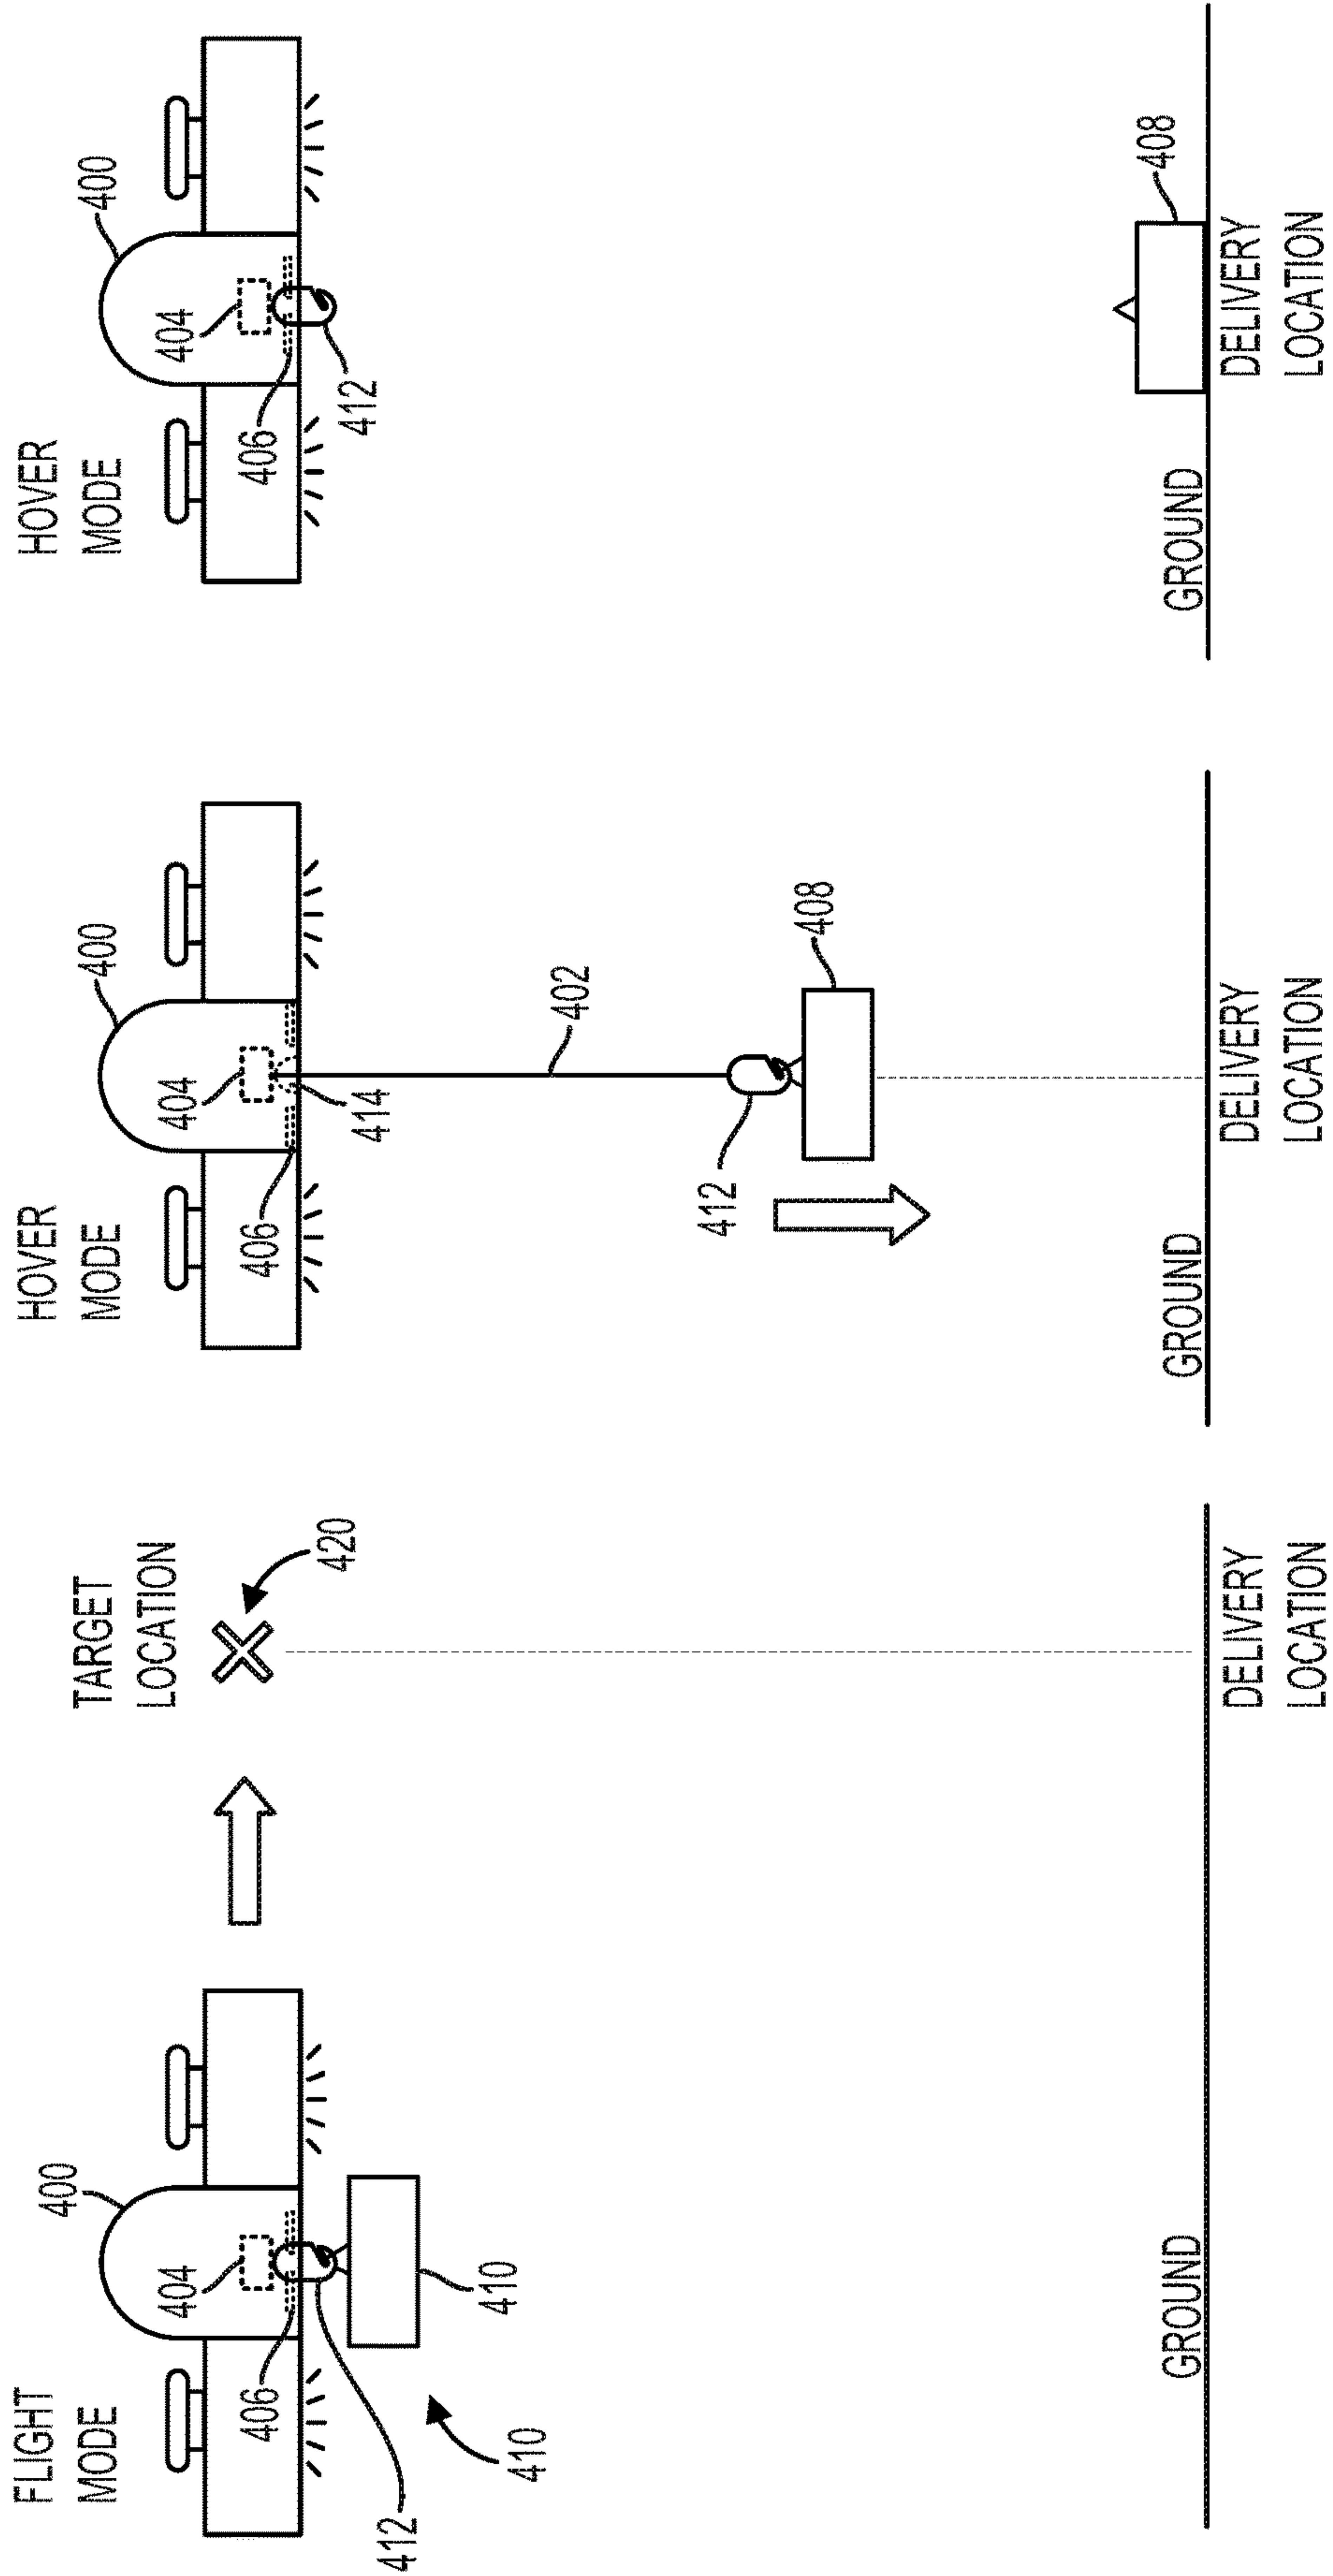 FLIGHT
MODE
400
404
406
412
410
410
TARGET
LOCATION
420
GROUND
DELIVERY
LOCATION
HOVER
MODE
400
404
406
414
402
412
408
GROUND
DELIVERY
LOCATION
HOVER
MODE
400
404
406
412
408
GROUND
DELIVERY
LOCATION